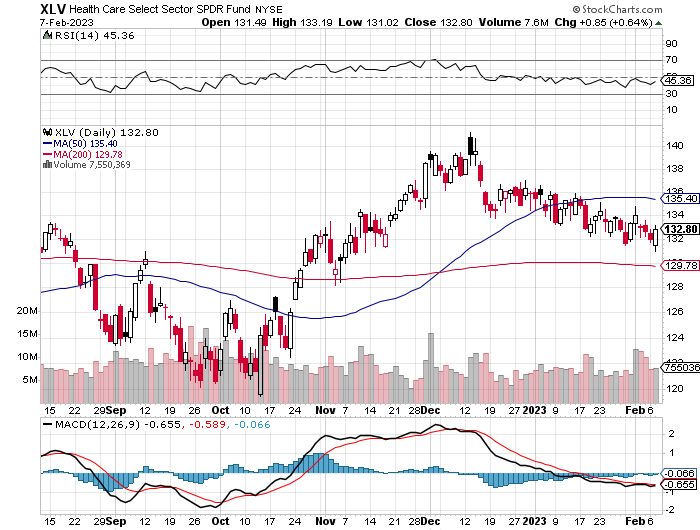 XLV Health Care Select Sector SPDR Fund NYSE © StockCharts.com
7-Feb-2023 Open 131.49 High 133.19 Low 131.02 Close 132.80 Volume 7.6M Chg +0.85 (+0.64%)
RSI(14) 45.36
90
70
50
45.36
30
10
XLV (Daily) 132.80
MA(50) 135.40
MA(200) 129.78
Volume 7,550,369
140
138
136
135.40
134
132.80
132
129.78
128
126
124
122
120
20M
15M
10M
5M
7550369
15 22 29 Sep 12 19 26 Oct 10 17 24 Nov 7 14 21 28 Dec 12 19 27 2023 9 17 23 Feb 6
MACD(12,26,9) -0.655, -0.589, -0.066
2
1
-0.066
-0.655
-1
-2
15 22 29 Sep 12 19 26 Oct 10 17 24 Nov 7 14 21 28 Dec 12 19 27 2023 9 17 23 Feb 6